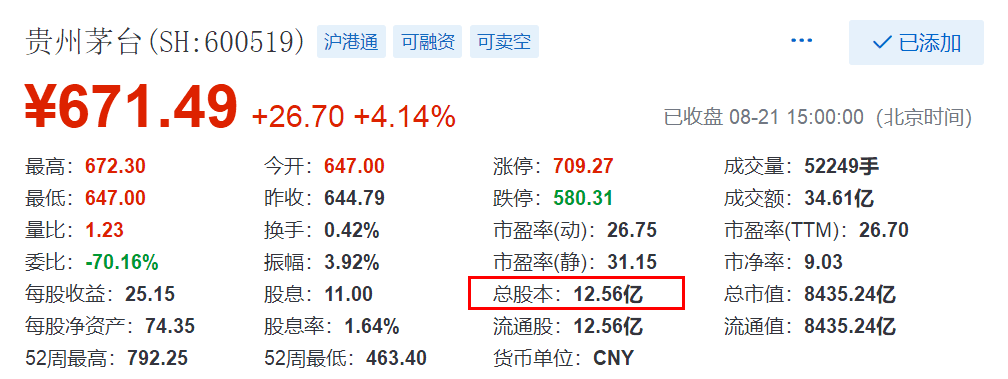 贵州茅台(SH:600519) 沪港通 可融资 可卖空 ... 已添加
¥671.49 +26.70 +4.14% 已收盘 08-21 15:00:00（北京时间）
最高：672.30 今开：647.00 涨停：709.27 成交量：52249手
最低：647.00 昨收：644.79 跌停：580.31 成交额：34.61亿
量比：1.23 换手：0.42% 市盈率(动)：26.75 市盈率(TTM)：26.70
委比：-70.16% 振幅：3.92% 市盈率(静)：31.15 市净率：9.03
每股收益：25.15 股息：11.00 总股本：12.56亿 总市值：8435.24亿
每股净资产：74.35 股息率：1.64% 流通股：12.56亿 流通值：8435.24亿
52周最高：792.25 52周最低：463.40 货币单位：CNY